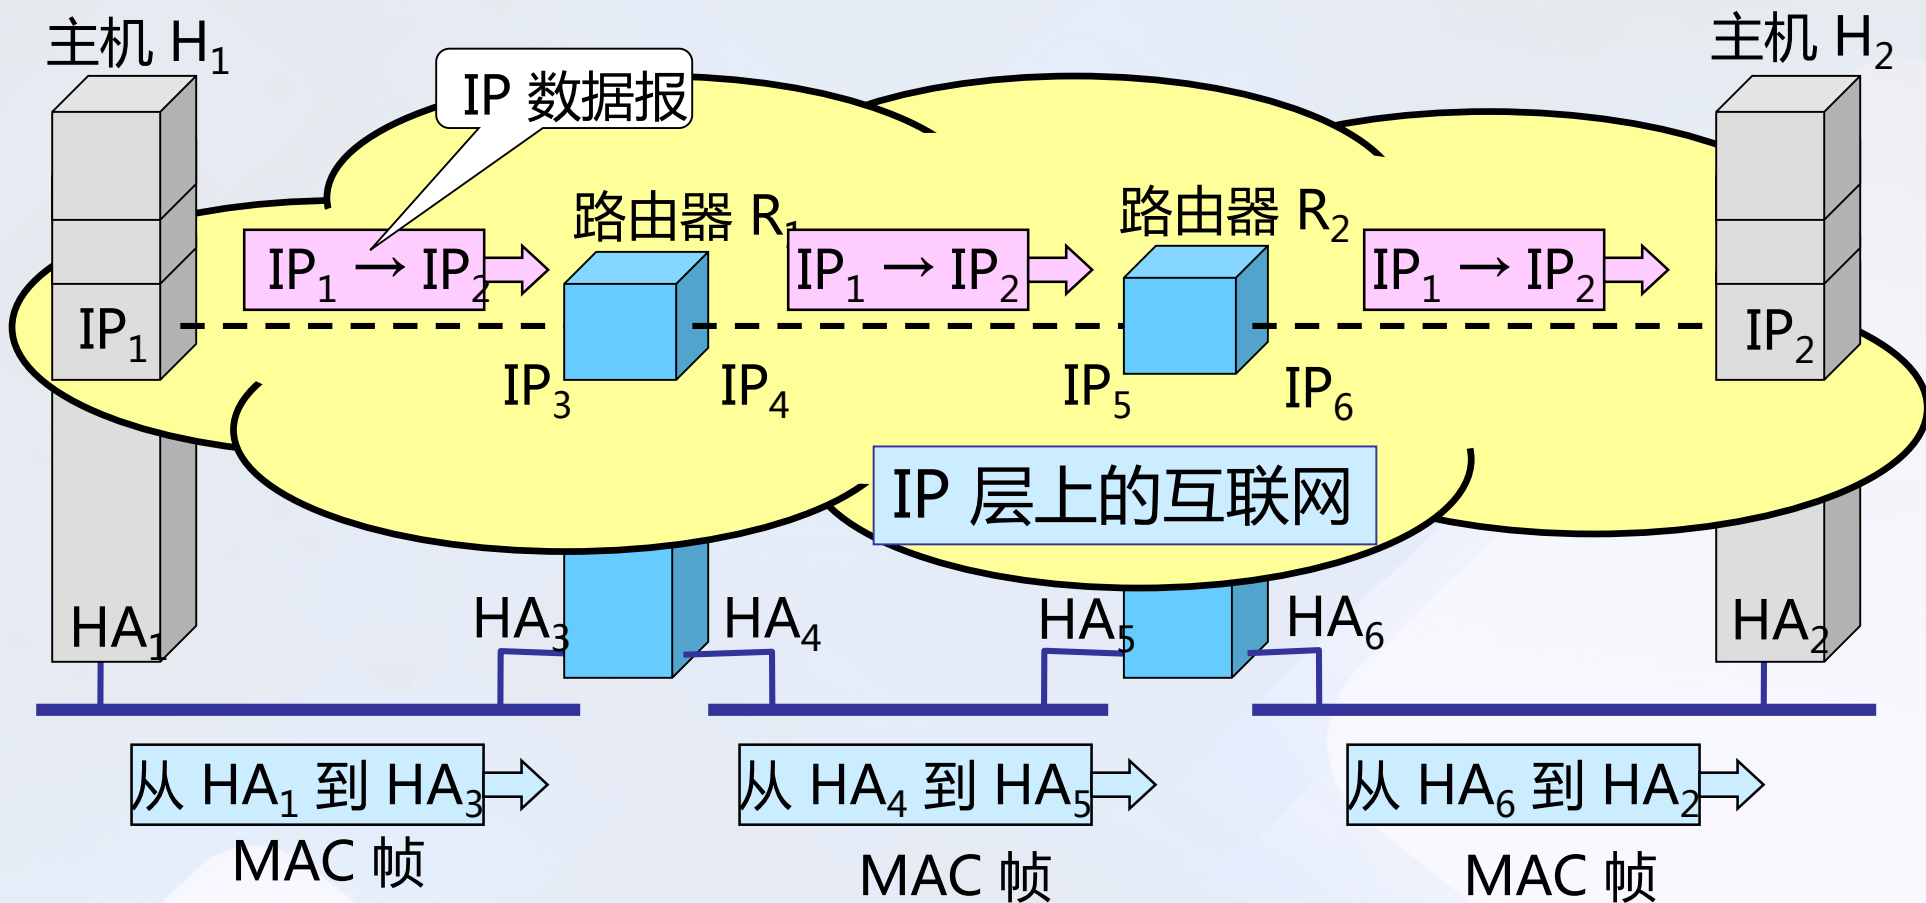 主机 H₁
主机 H₂
IP 数据报
路由器 R₁
路由器 R₂
IP₁ → IP₂
IP₁ → IP₂
IP₁ → IP₂
IP₁
IP₂
IP₃
IP₄
IP₅
IP₆
IP 层上的互联网
HA₁
HA₃
HA₄
HA₅
HA₆
HA₂
从 HA₁ 到 HA₃
从 HA₄ 到 HA₅
从 HA₆ 到 HA₂
MAC 帧
MAC 帧
MAC 帧